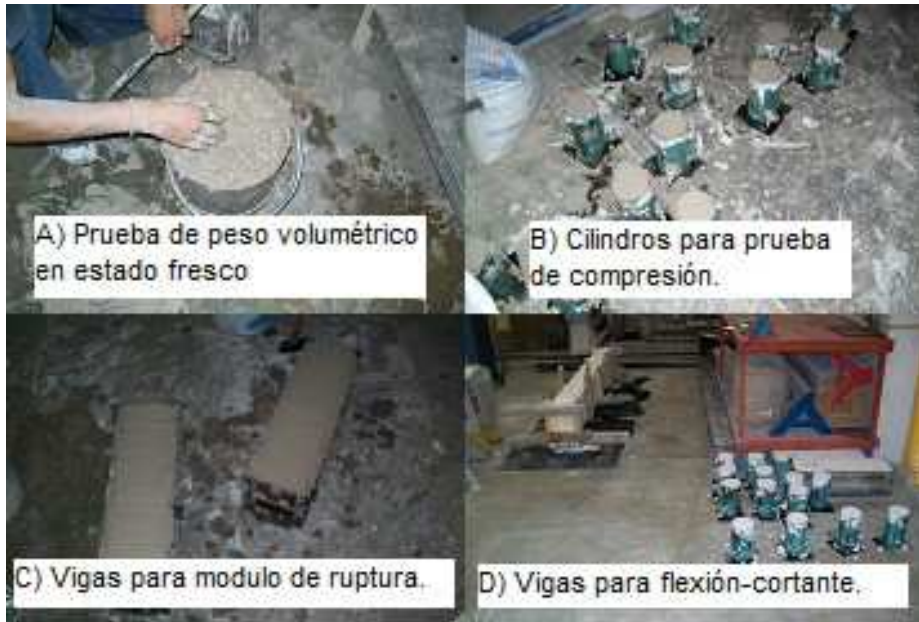 A) Prueba de peso volumétrico
en estado fresco
B) Cilindros para prueba
de compresión.
C) Vigas para modulo de ruptura.
D) Vigas para flexión-cortante.